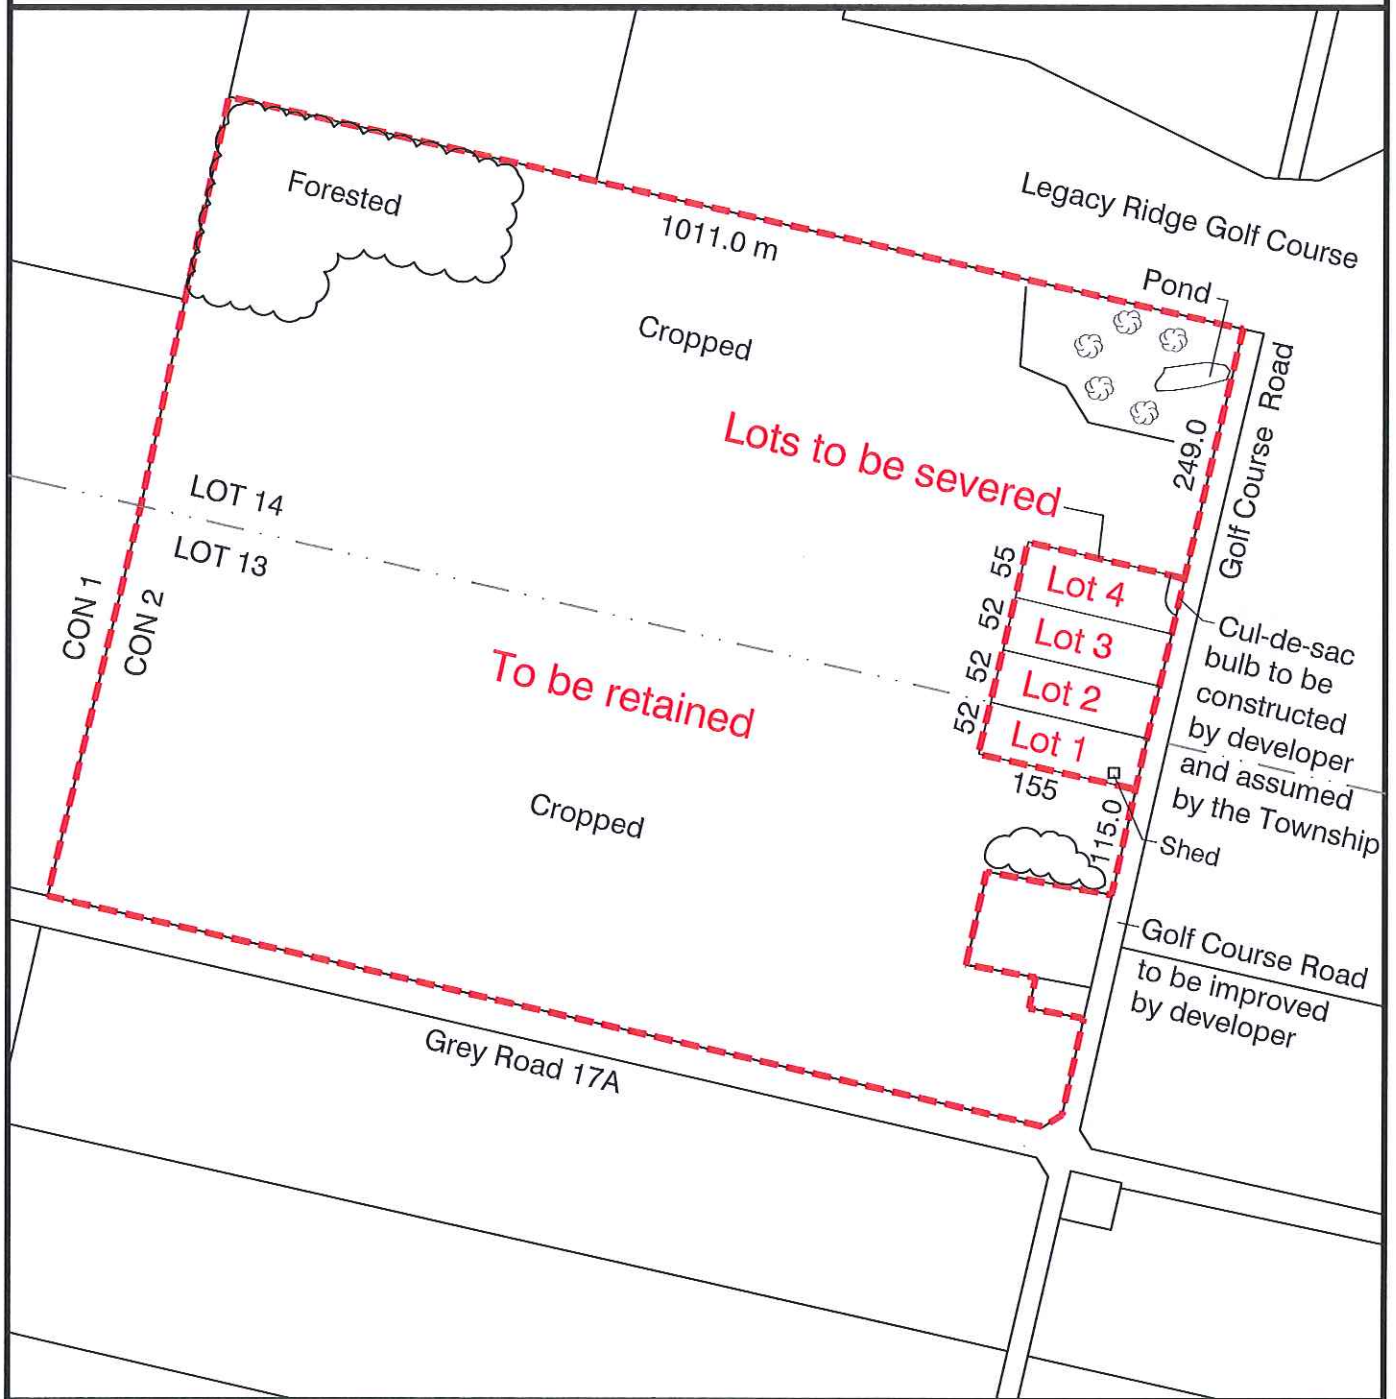 Forested
1011.0 m
Legacy Ridge Golf Course
Pond
Cropped
Lots to be severed
249.0
Golf Course Road
LOT 14
LOT 13
CON 1
CON 2
55
Lot 4
52
Lot 3
52
Lot 2
52
Lot 1
155
Cul-de-sac
bulb to be
constructed
by developer
and assumed
by the Township
To be retained
Cropped
115.0
Shed
Golf Course Road
to be improved
by developer
Grey Road 17A